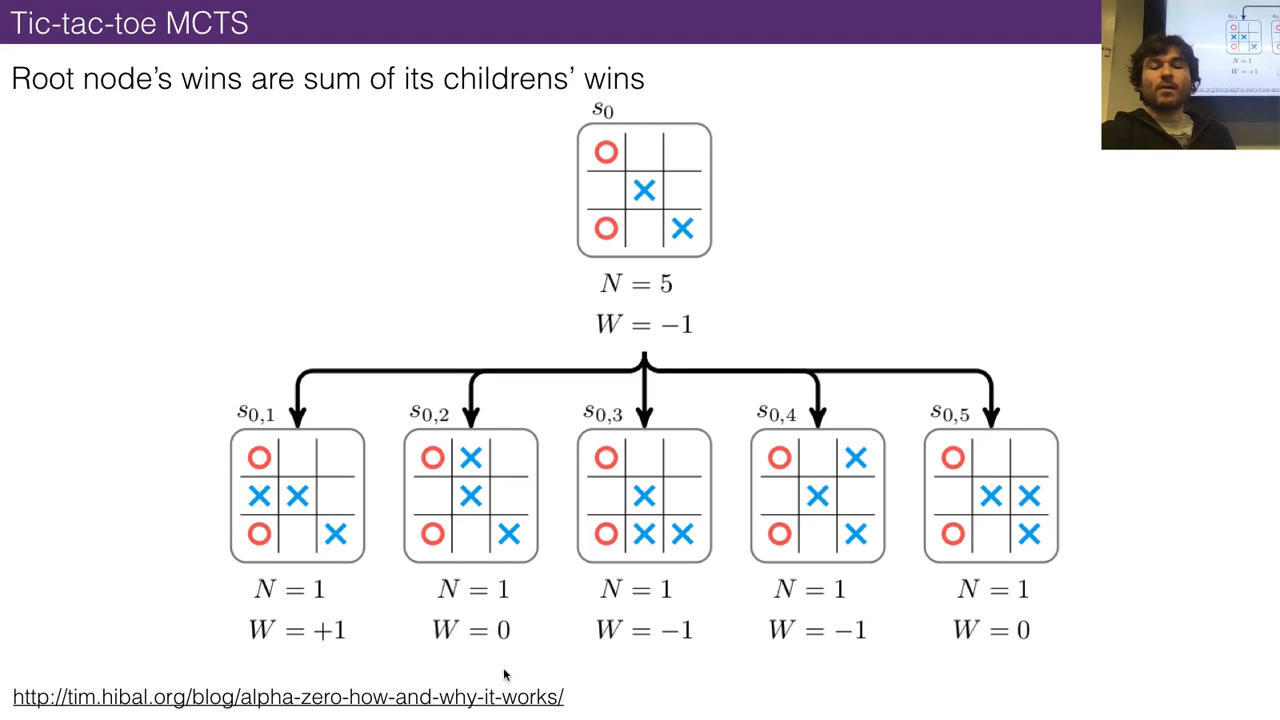 Tic-tac-toe MCTS
Root node's wins are sum of its childrens' wins
s₀
N = 5
W = −1
s₀,₁ s₀,₂ s₀,₃ s₀,₄ s₀,₅
N = 1 N = 1 N = 1 N = 1 N = 1
W = +1 W = 0 W = −1 W = −1 W = 0
http://tim.hibal.org/blog/alpha-zero-how-and-why-it-works/
N = 1
W = +1